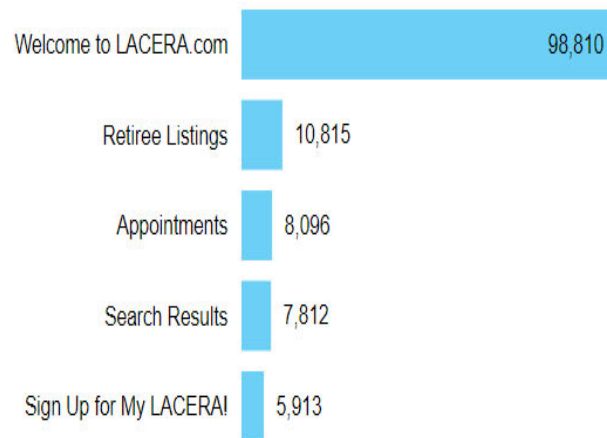 Welcome to LACERA.com 98,810
Retiree Listings 10,815
Appointments 8,096
Search Results 7,812
Sign Up for My LACERA! 5,913